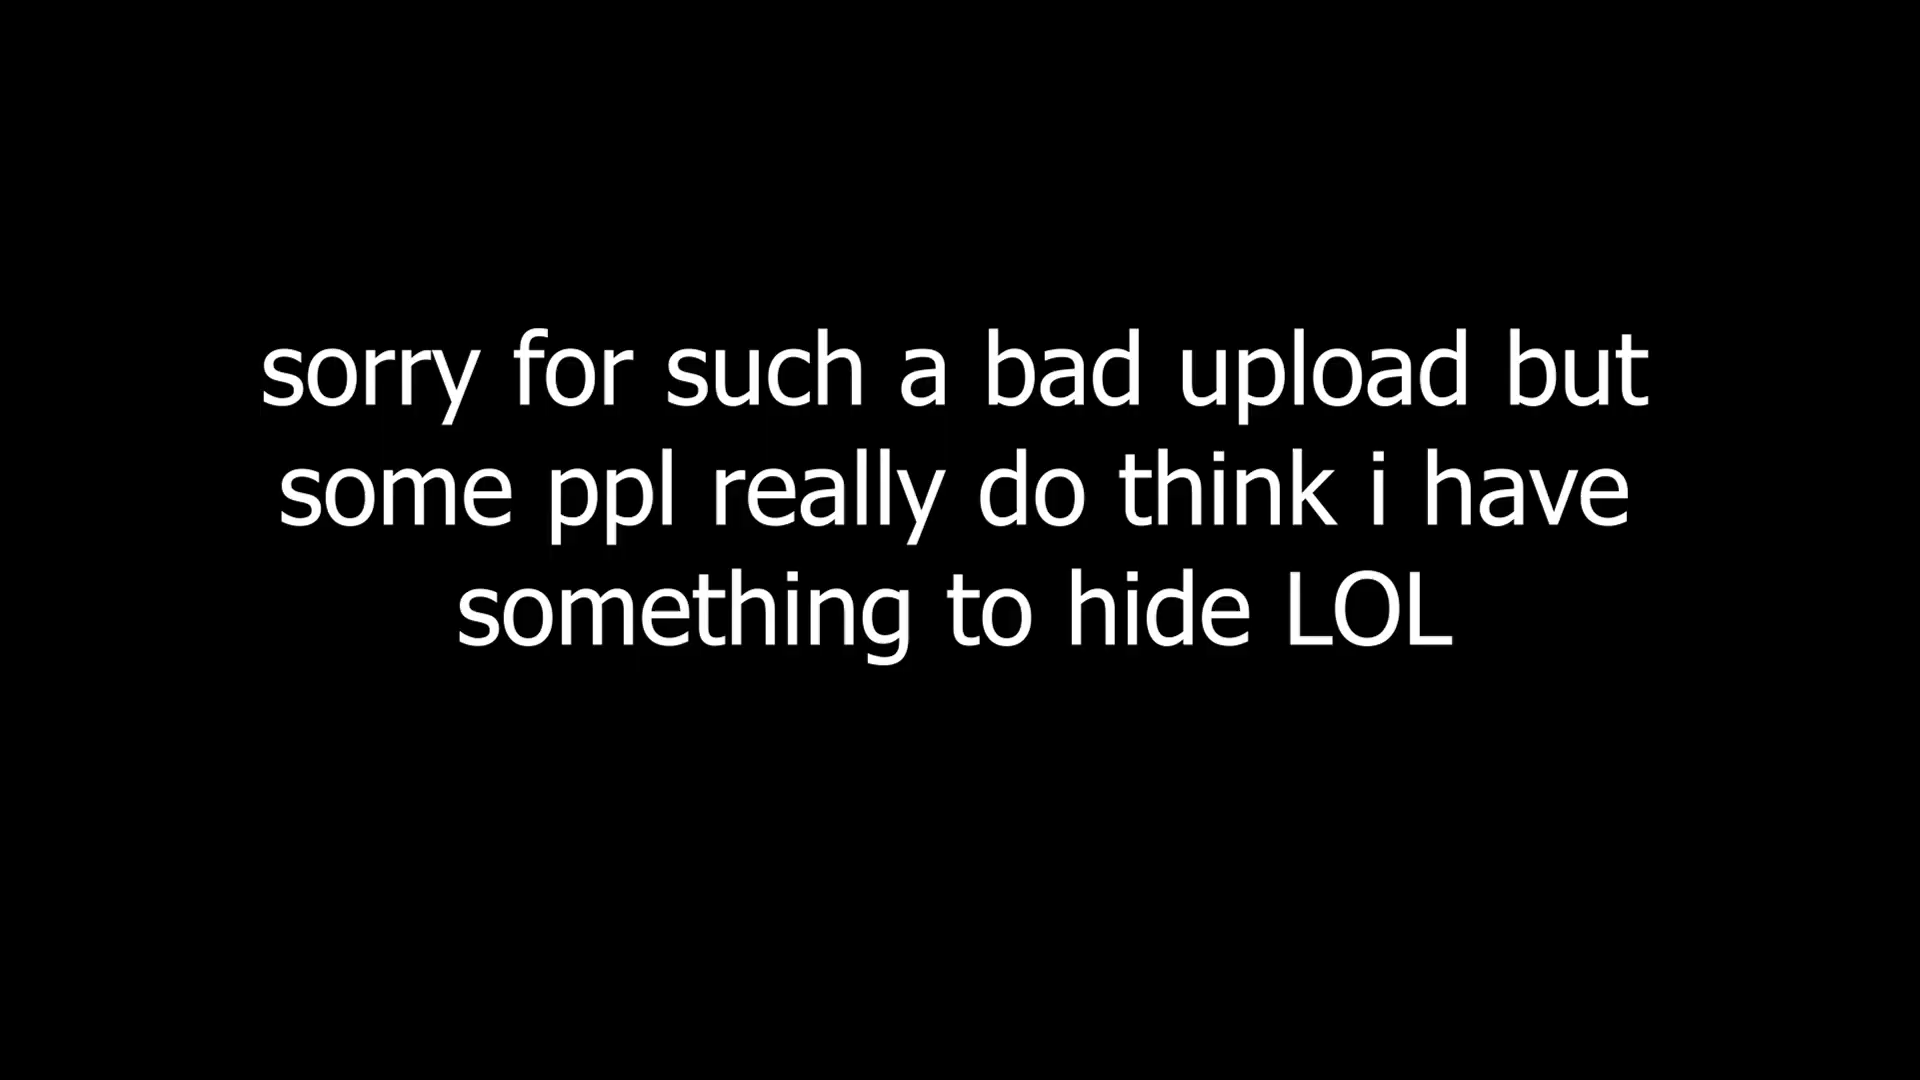 sorry for such a bad upload but
some ppl really do think i have
something to hide LOL